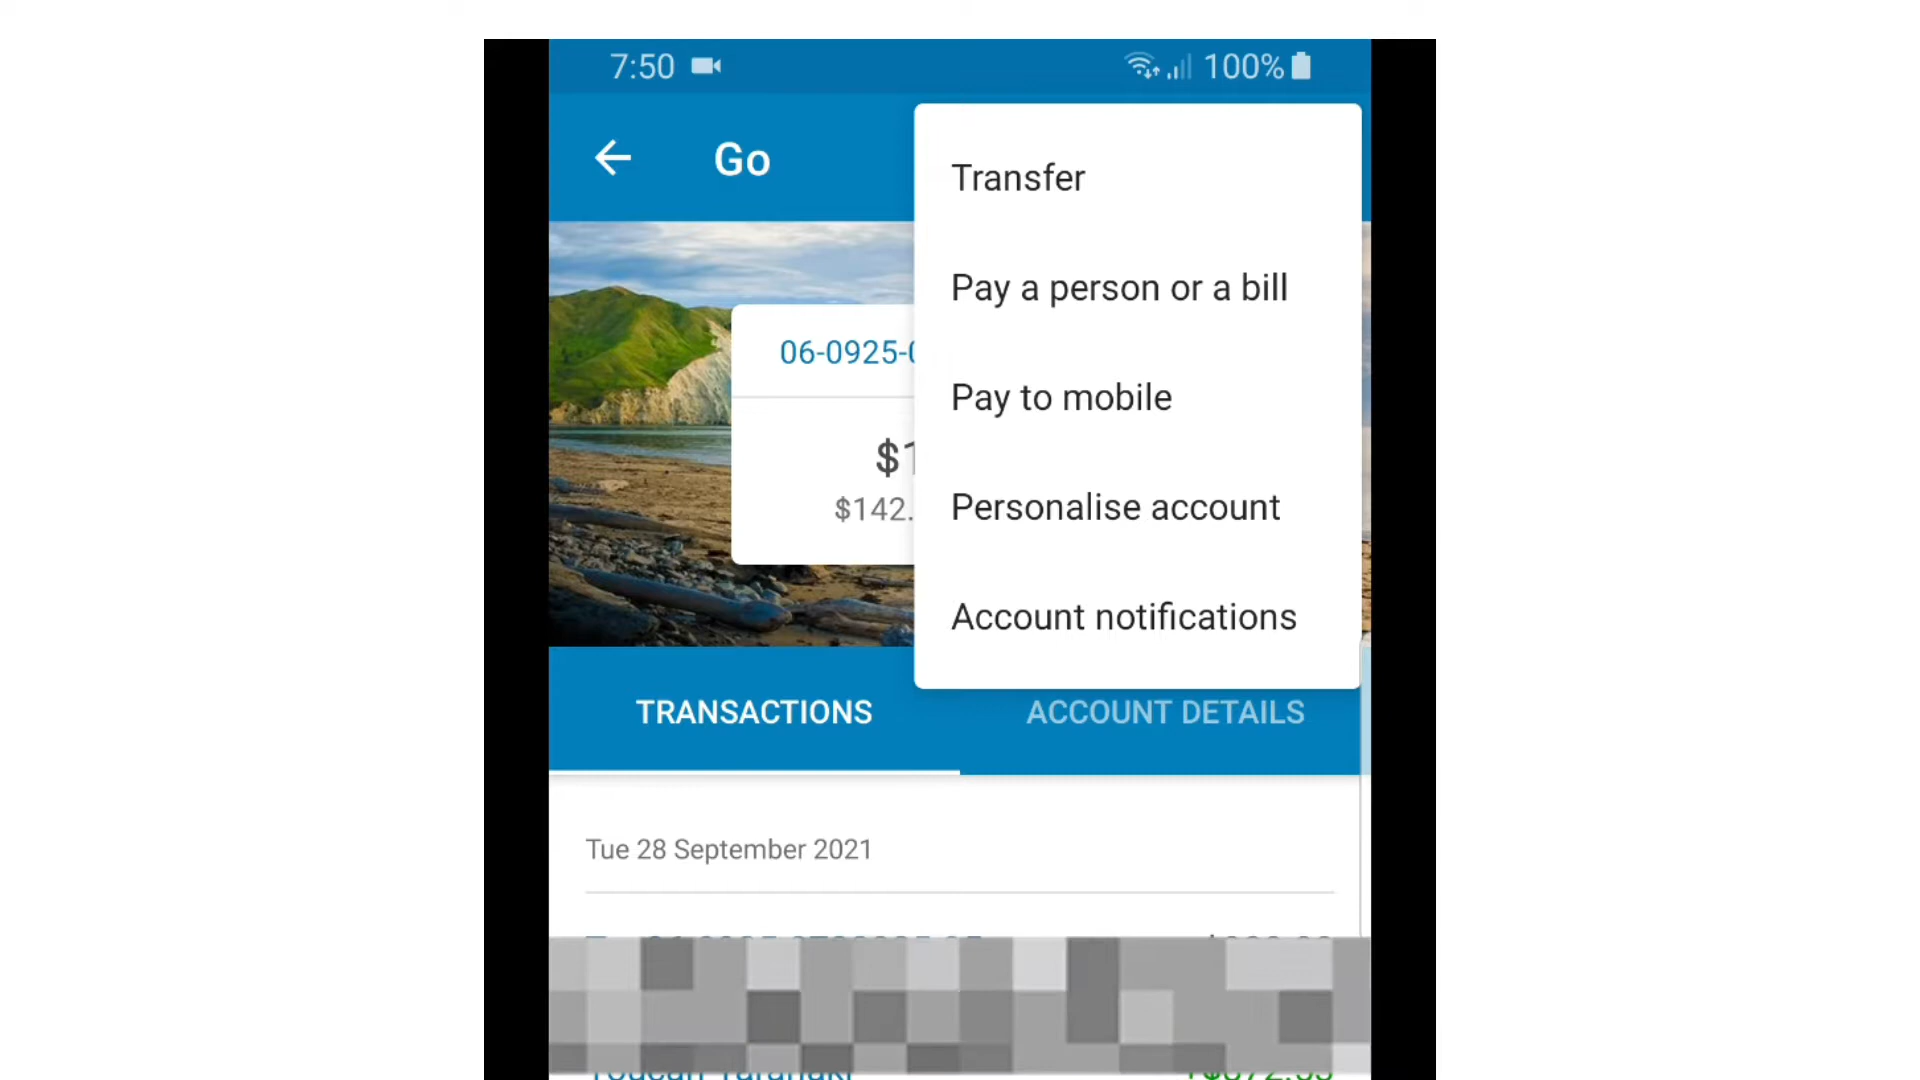 7:50 100%
Go
Transfer
Pay a person or a bill
06-0925-
Pay to mobile
$1
$142.
Personalise account
Account notifications
TRANSACTIONS
ACCOUNT DETAILS
Tue 28 September 2021